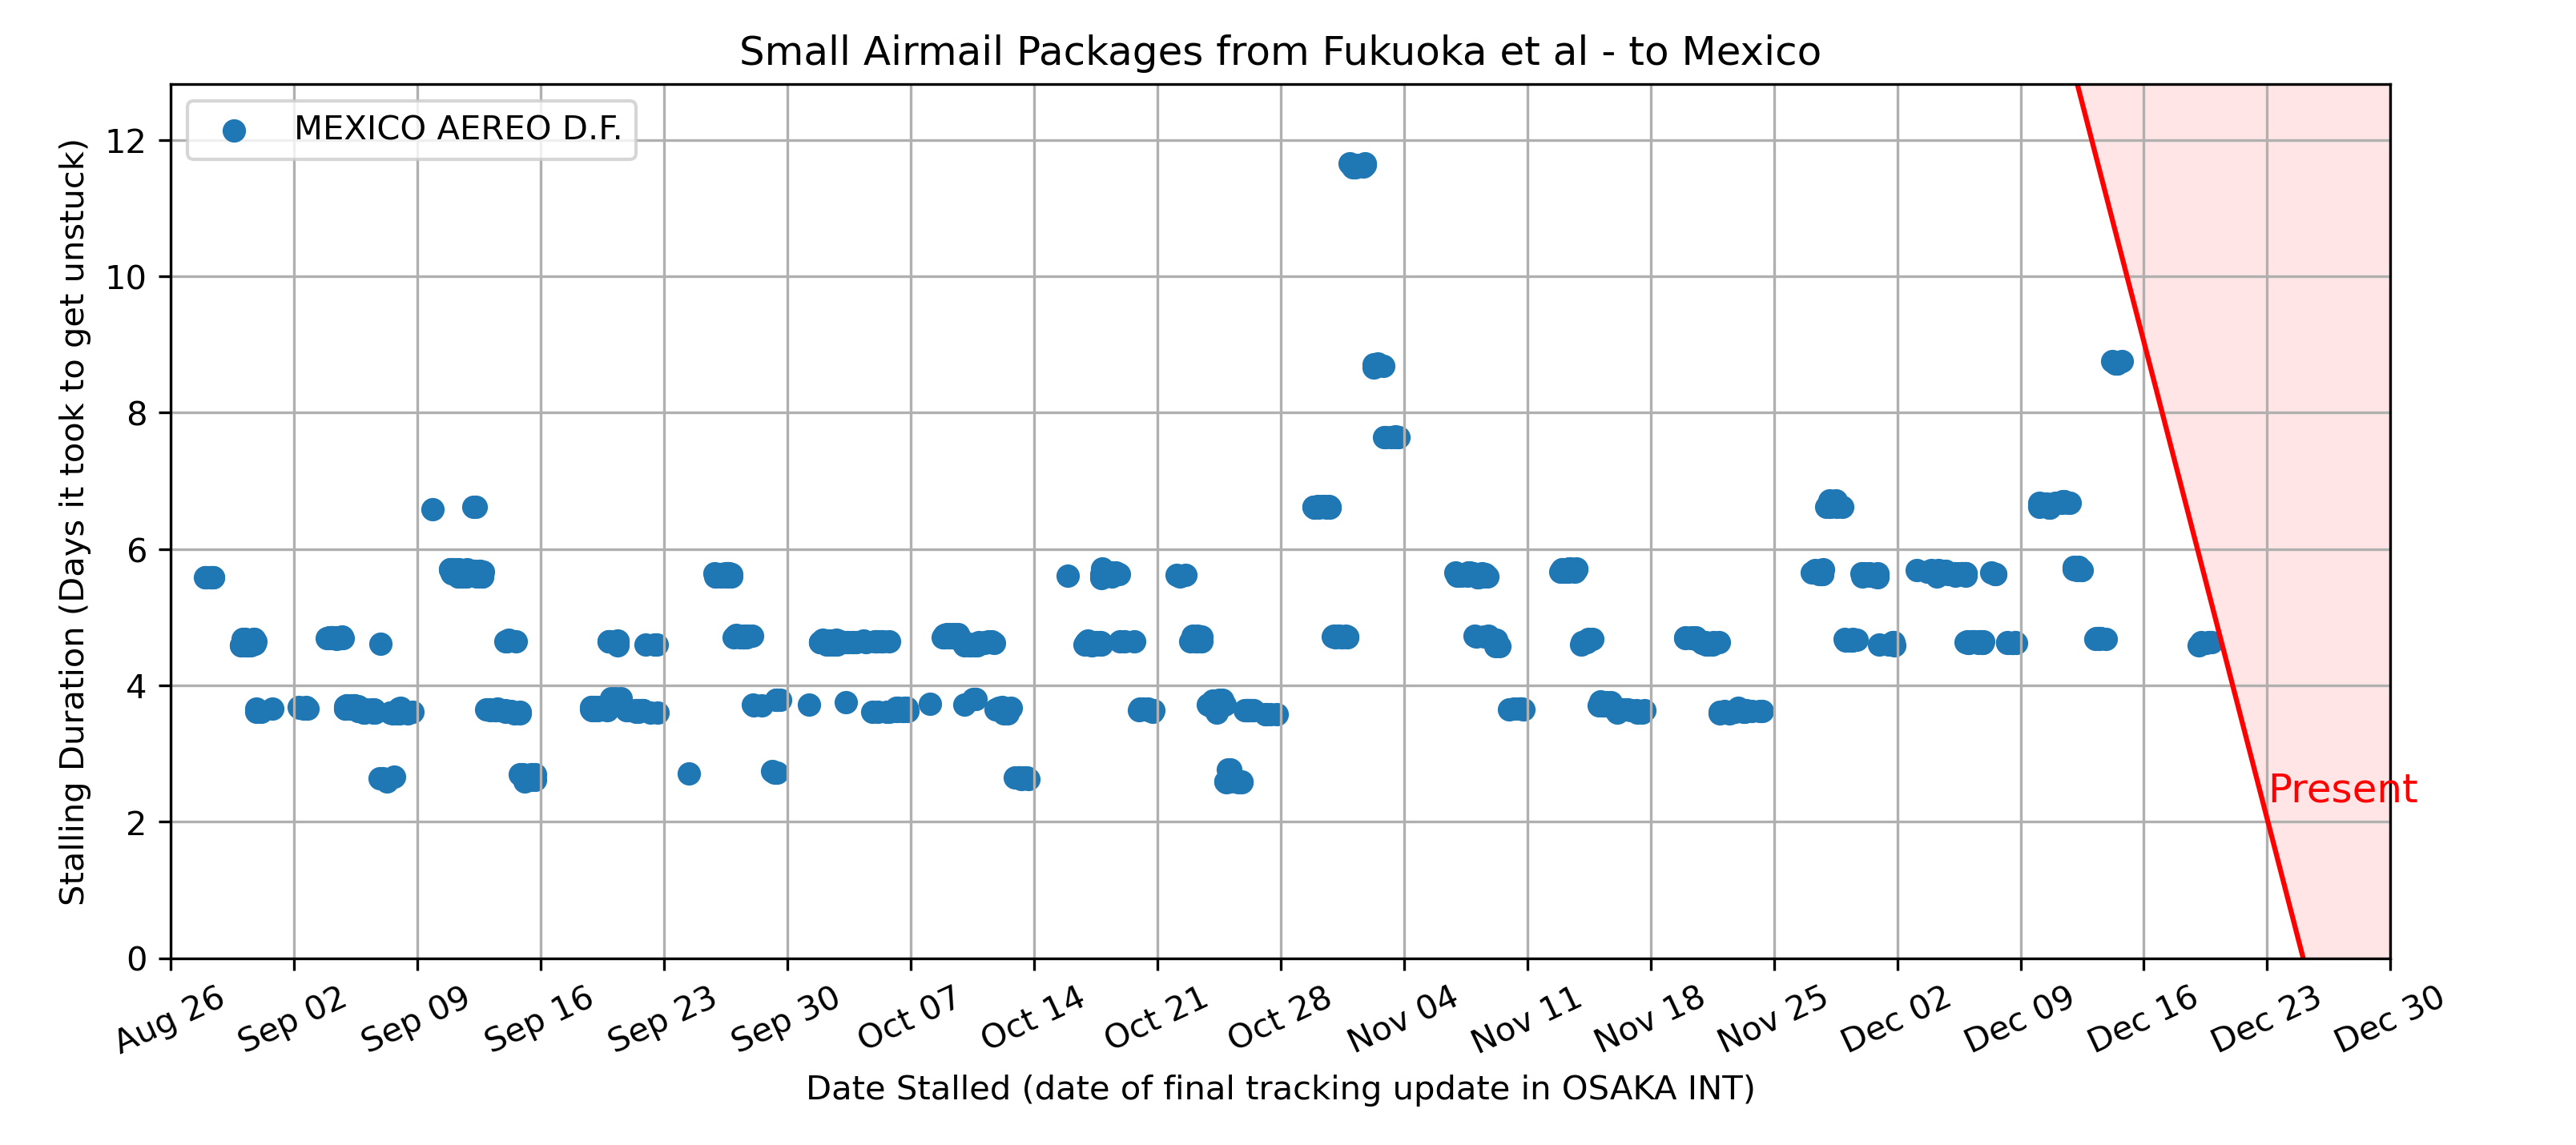 Small Airmail Packages from Fukuoka et al - to Mexico
MEXICO AEREO D.F.
Stalling Duration (Days it took to get unstuck)
12
10
8
6
4
2
0
Present
Aug 26
Sep 02
Sep 09
Sep 16
Sep 23
Sep 30
Oct 07
Oct 14
Oct 21
Oct 28
Nov 04
Nov 11
Nov 18
Nov 25
Dec 02
Dec 09
Dec 16
Dec 23
Dec 30
Date Stalled (date of final tracking update in OSAKA INT)